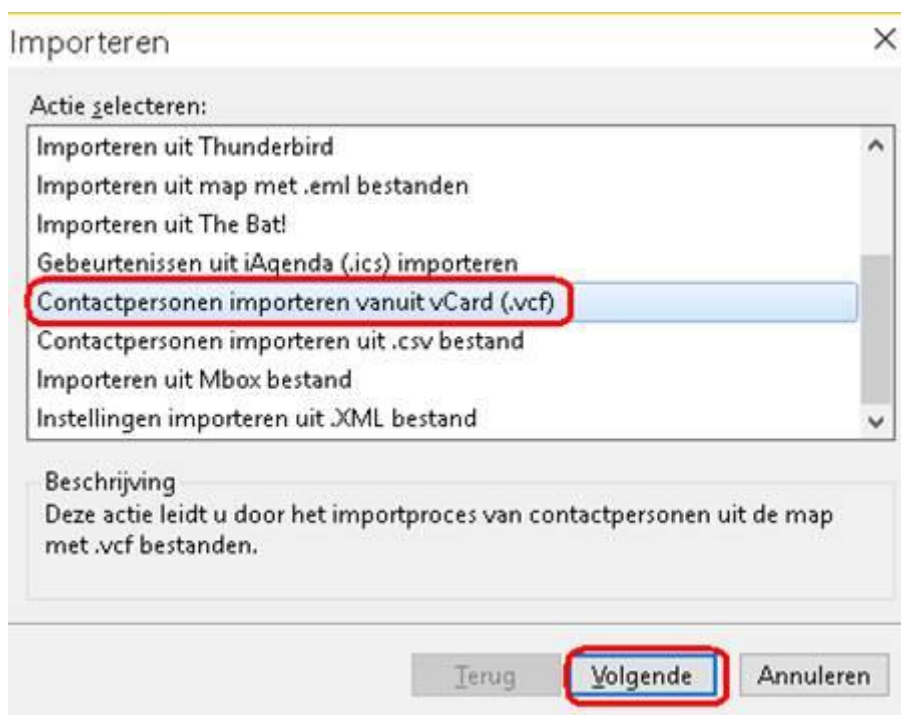 Importeren
Actie selecteren:
Importeren uit Thunderbird
Importeren uit map met .eml bestanden
Importeren uit The Bat!
Gebeurtenissen uit iAgenda (.ics) importeren
Contactpersonen importeren vanuit vCard (.vcf)
Contactpersonen importeren uit .csv bestand
Importeren uit Mbox bestand
Instellingen importeren uit .XML bestand
Beschrijving
Deze actie leidt u door het importproces van contactpersonen uit de map
met .vcf bestanden.
Terug Volgende Annuleren